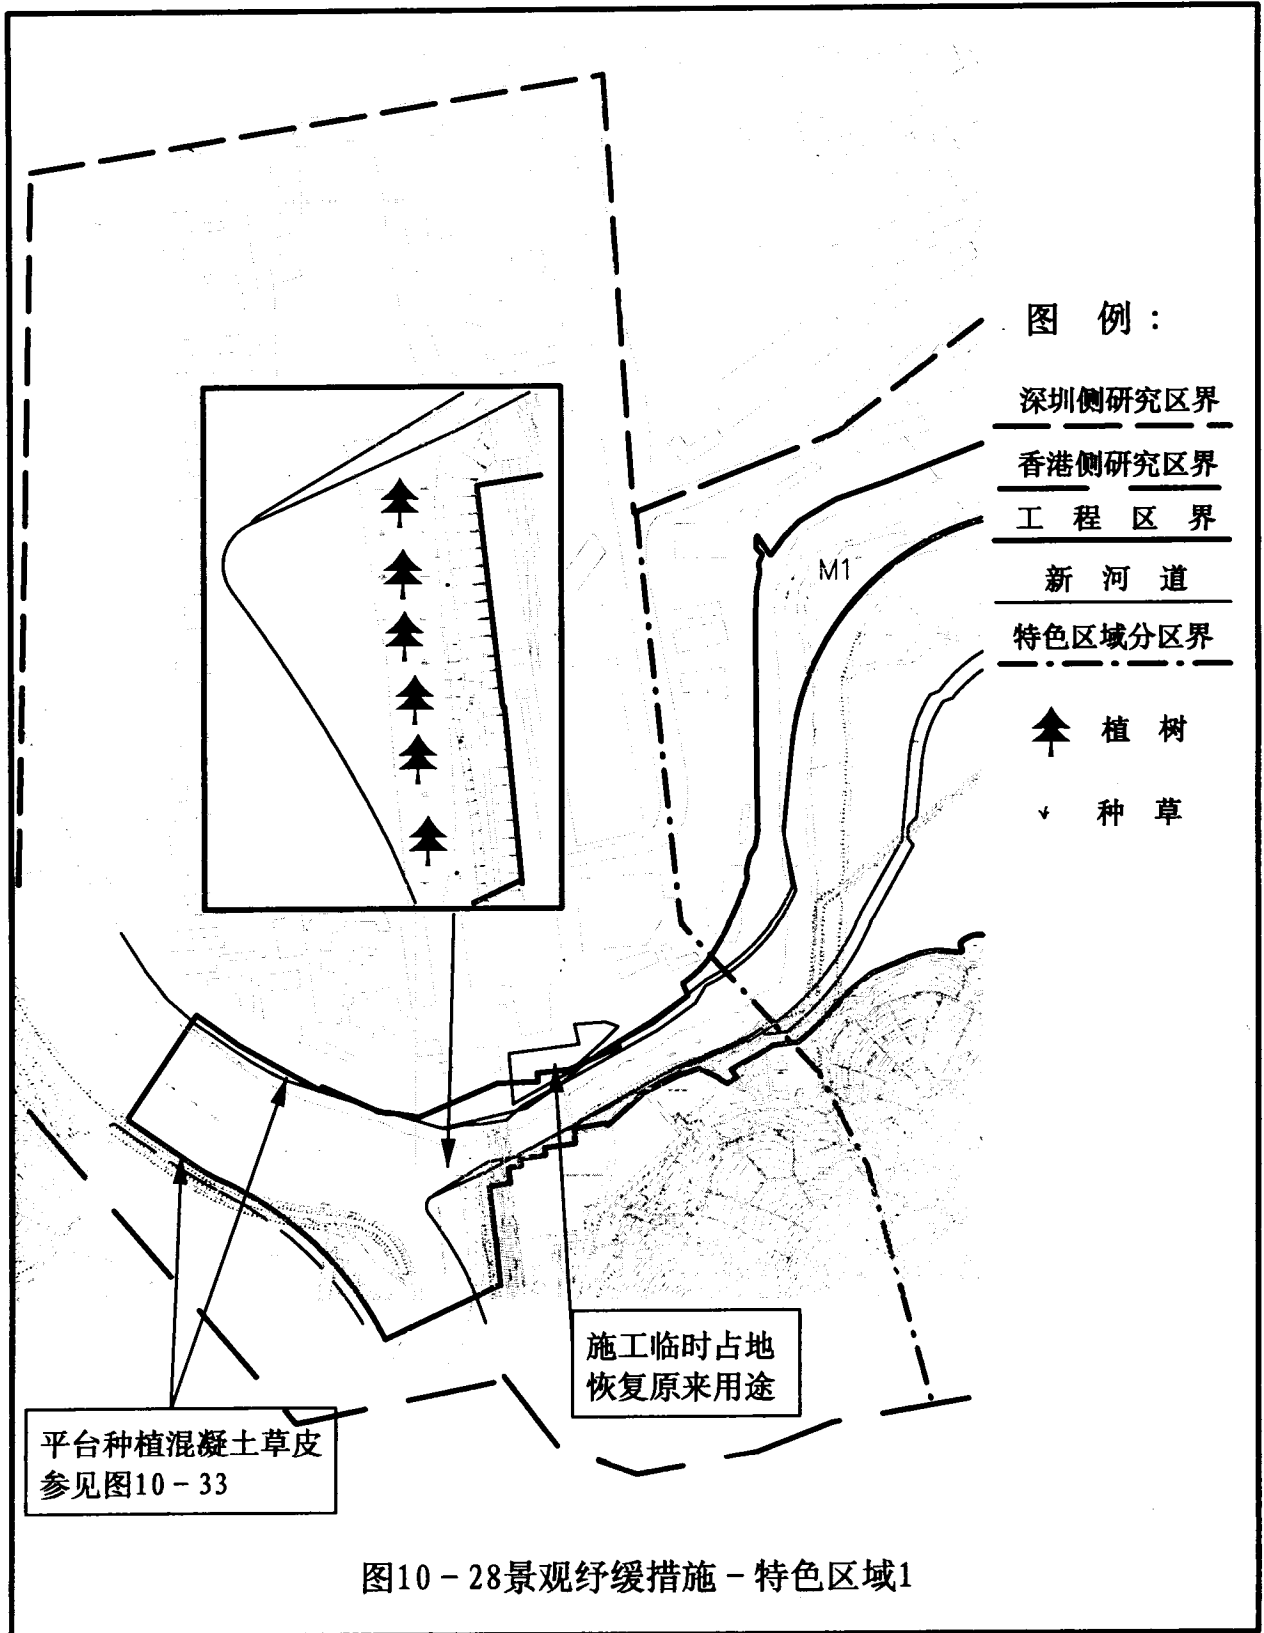 图 例：
深圳侧研究区界
香港侧研究区界
工 程 区 界
新 河 道
特色区域分区界
植 树
种 草
M1
施工临时占地
恢复原来用途
平台种植混凝土草皮
参见图10－33
图10－28景观纾缓措施－特色区域1